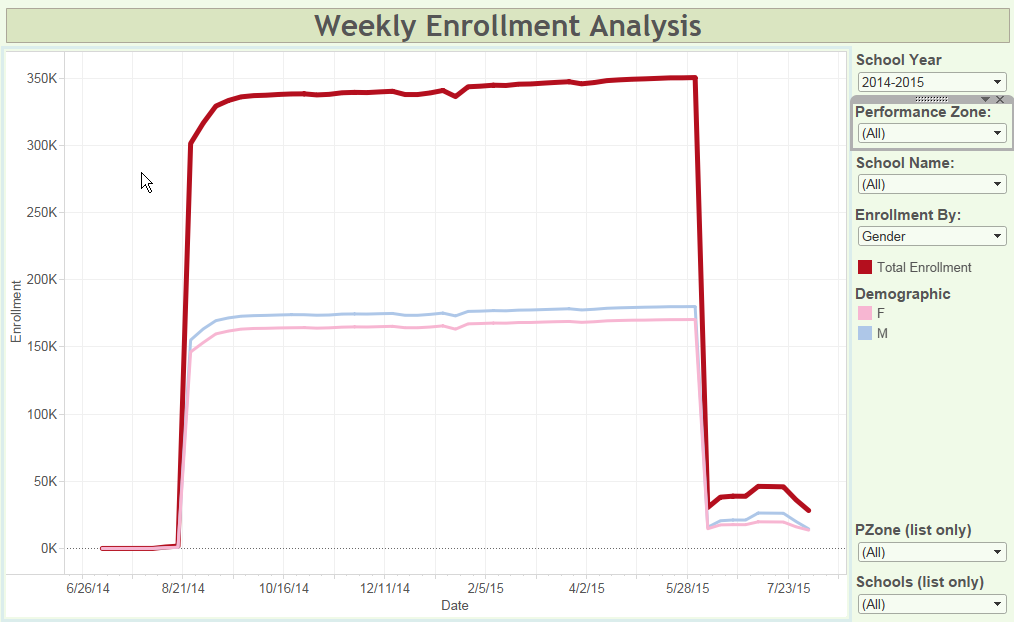 Weekly Enrollment Analysis
350K
300K
250K
200K
150K
100K
50K
0K
Enrollment
6/26/14 8/21/14 10/16/14 12/11/14 2/5/15 4/2/15 5/28/15 7/23/15
Date
School Year
2014-2015
Performance Zone:
(All)
School Name:
(All)
Enrollment By:
Gender
Total Enrollment
Demographic
F
M
PZone (list only)
(All)
Schools (list only)
(All)